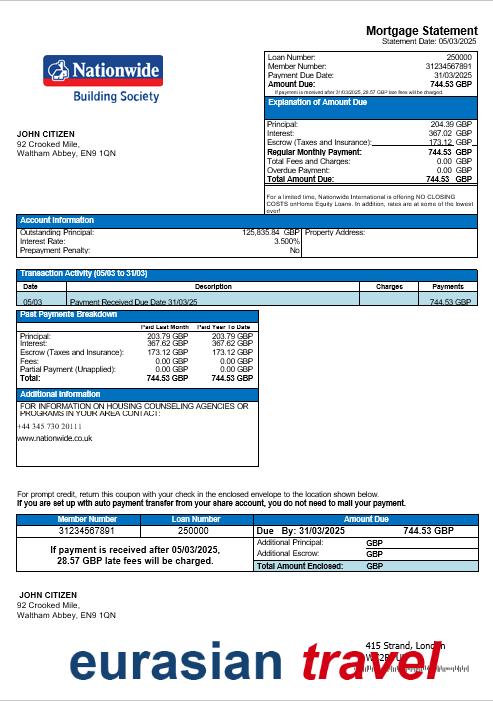 Mortgage Statement
Statement Date: 05/03/2025
Nationwide
Building Society
Loan Number: 250000
Member Number: 31234567891
Payment Due Date: 31/03/2025
Amount Due: 744.53 GBP
If payment is received after 31/03/2025, 28.57 GBP late fees will be charged.
Explanation of Amount Due
Principal: 204.39 GBP
Interest: 367.02 GBP
Escrow (Taxes and Insurance): 173.12 GBP
Regular Monthly Payment: 744.53 GBP
Total Fees and Charges: 0.00 GBP
Overdue Payment: 0.00 GBP
Total Amount Due: 744.53 GBP
For a limited time, Nationwide International is offering NO CLOSING
COSTS onHome Equity Loans. In addition, rates are at some of the lowest
ever!
JOHN CITIZEN
92 Crooked Mile,
Waltham Abbey, EN9 1QN
Account Information
Outstanding Principal: 125,835.84 GBP Property Address:
Interest Rate: 3.500%
Prepayment Penalty: No
Transaction Activity (05/03 to 31/03)
Date Description Charges Payments
05/03 Payment Received Due Date 31/03/25 744.53 GBP
Past Payments Breakdown
Paid Last Month Paid Year To Date
Principal: 203.79 GBP 203.79 GBP
Interest: 367.62 GBP 367.62 GBP
Escrow (Taxes and Insurance): 173.12 GBP 173.12 GBP
Fees: 0.00 GBP 0.00 GBP
Partial Payment (Unapplied): 0.00 GBP 0.00 GBP
Total: 744.53 GBP 744.53 GBP
Additional Information
FOR INFORMATION ON HOUSING COUNSELING AGENCIES OR
PROGRAMS IN YOUR AREA CONTACT:
+44 345 730 20111
www.nationwide.co.uk
For prompt credit, return this coupon with your check in the enclosed envelope to the location shown below.
If you are set up with auto payment transfer from your share account, you do not need to mail your payment.
Member Number Loan Number Amount Due
31234567891 250000 Due By: 31/03/2025 744.53 GBP
If payment is received after 05/03/2025,
28.57 GBP late fees will be charged.
Additional Principal: GBP
Additional Escrow: GBP
Total Amount Enclosed: GBP
JOHN CITIZEN
92 Crooked Mile,
Waltham Abbey, EN9 1QN
415 Strand, London
eurasian travel